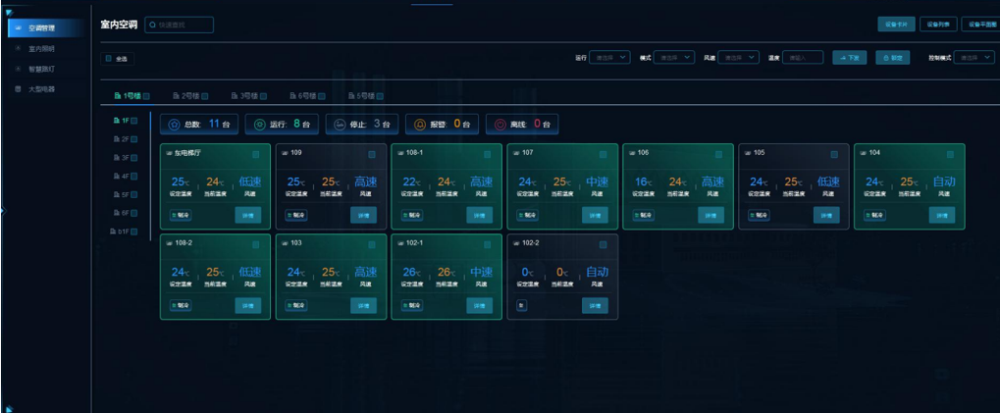 空调管理
室内照明
智慧路灯
大型电器
室内空调 快速查找 设备卡片 设备列表 设备平面图
全选 运行 请选择 模式 请选择 风速 请选择 温度 请输入 下发 锁定 控制模式 请选择
1号楼 2号楼 3号楼 6号楼 5号楼
1F
2F
3F
4F
5F
6F
b1F
总数: 11 台 运行: 8 台 停止: 3 台 报警: 0 台 离线: 0 台
东电梯厅 109 108-1 107 106 105 104
25℃ 24℃ 低速 25℃ 25℃ 高速 22℃ 24℃ 高速 24℃ 25℃ 中速 16℃ 24℃ 高速 24℃ 25℃ 低速 24℃ 25℃ 自动
设定温度 当前温度 风速 设定温度 当前温度 风速 设定温度 当前温度 风速 设定温度 当前温度 风速 设定温度 当前温度 风速 设定温度 当前温度 风速 设定温度 当前温度 风速
制冷 详情 制冷 详情 制冷 详情 制冷 详情 制冷 详情 制冷 详情 制冷 详情
108-2 103 102-1 102-2
24℃ 25℃ 低速 24℃ 25℃ 高速 26℃ 26℃ 中速 0℃ 0℃ 自动
设定温度 当前温度 风速 设定温度 当前温度 风速 设定温度 当前温度 风速 设定温度 当前温度 风速
制冷 详情 制冷 详情 制冷 详情 详情